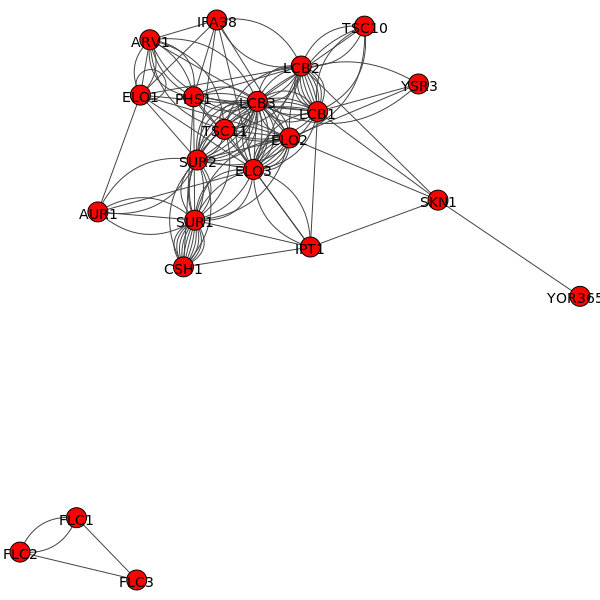 IFA38
TSC10
ARV1
LCB2
YSR3
ELO1
PHS1
LCB3
LCB1
TSC11
ELO2
SUR2
ELO3
SKN1
AUR1
SUR1
IPT1
CSH1
YOR365
FLC1
FLC2
FLC3